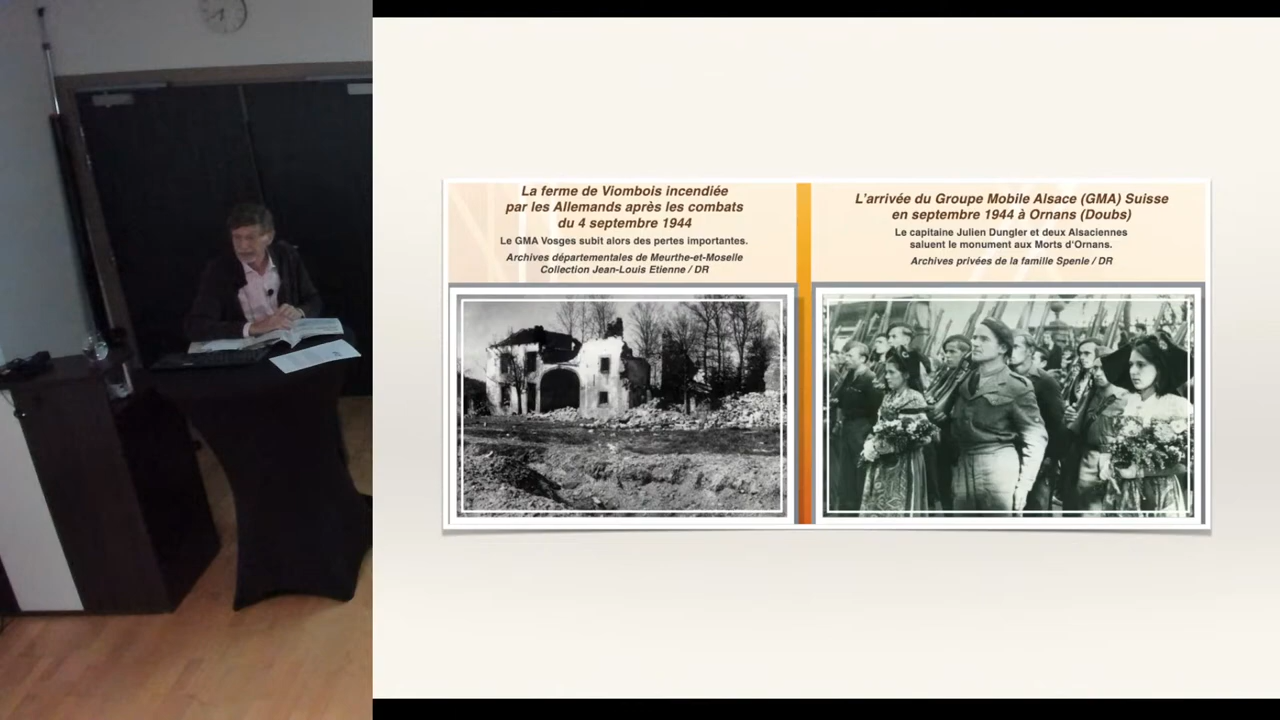 La ferme de Viombois incendiée
par les Allemands après les combats
du 4 septembre 1944
Le GMA Vosges subit alors des pertes importantes.
Archives départementales de Meurthe-et-Moselle
Collection Jean-Louis Etienne / DR
L'arrivée du Groupe Mobile Alsace (GMA) Suisse
en septembre 1944 à Ornans (Doubs)
Le capitaine Julien Dungler et deux Alsaciennes
saluent le monument aux Morts d'Ornans.
Archives privées de la famille Spenle / DR